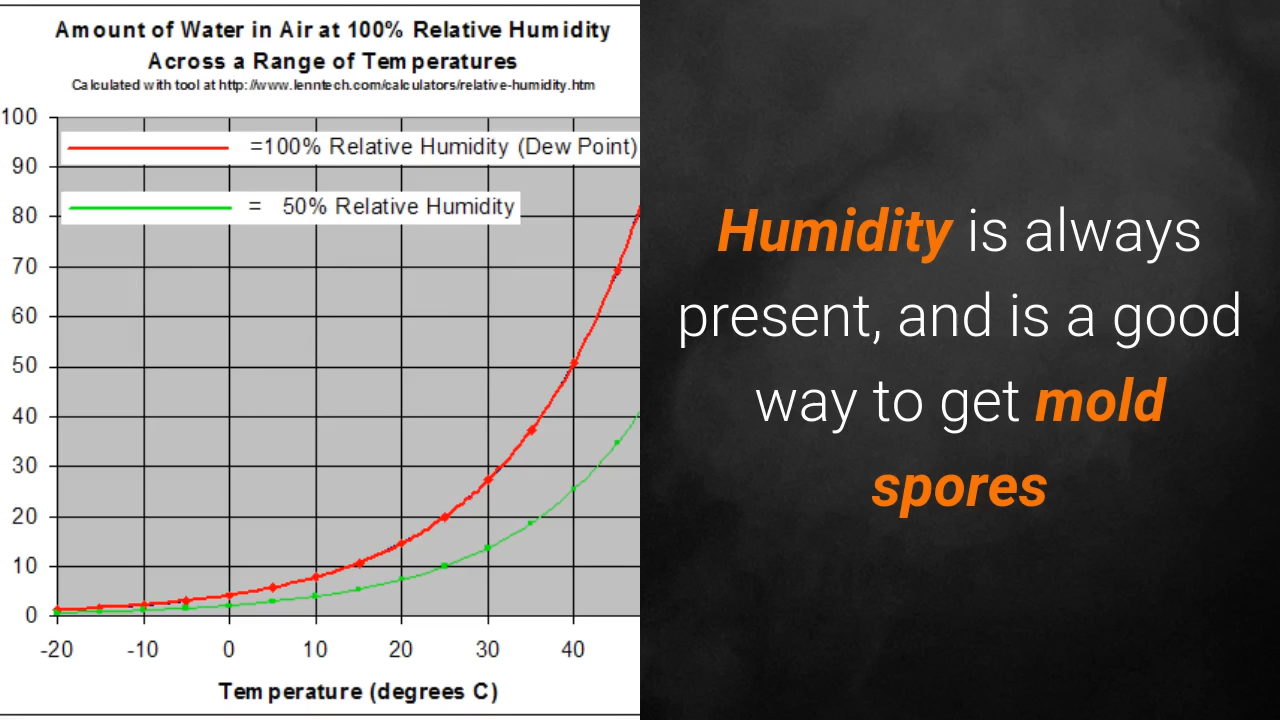 Amount of Water in Air at 100% Relative Humidity
Across a Range of Temperatures
Calculated with tool at http://www.lenntech.com/calculators/relative-humidity.htm
100
=100% Relative Humidity (Dew Point)
90
= 50% Relative Humidity
80
70
60
50
40
30
20
10
0
-20 -10 0 10 20 30 40
Temperature (degrees C)
Humidity is always
present, and is a good
way to get mold
spores